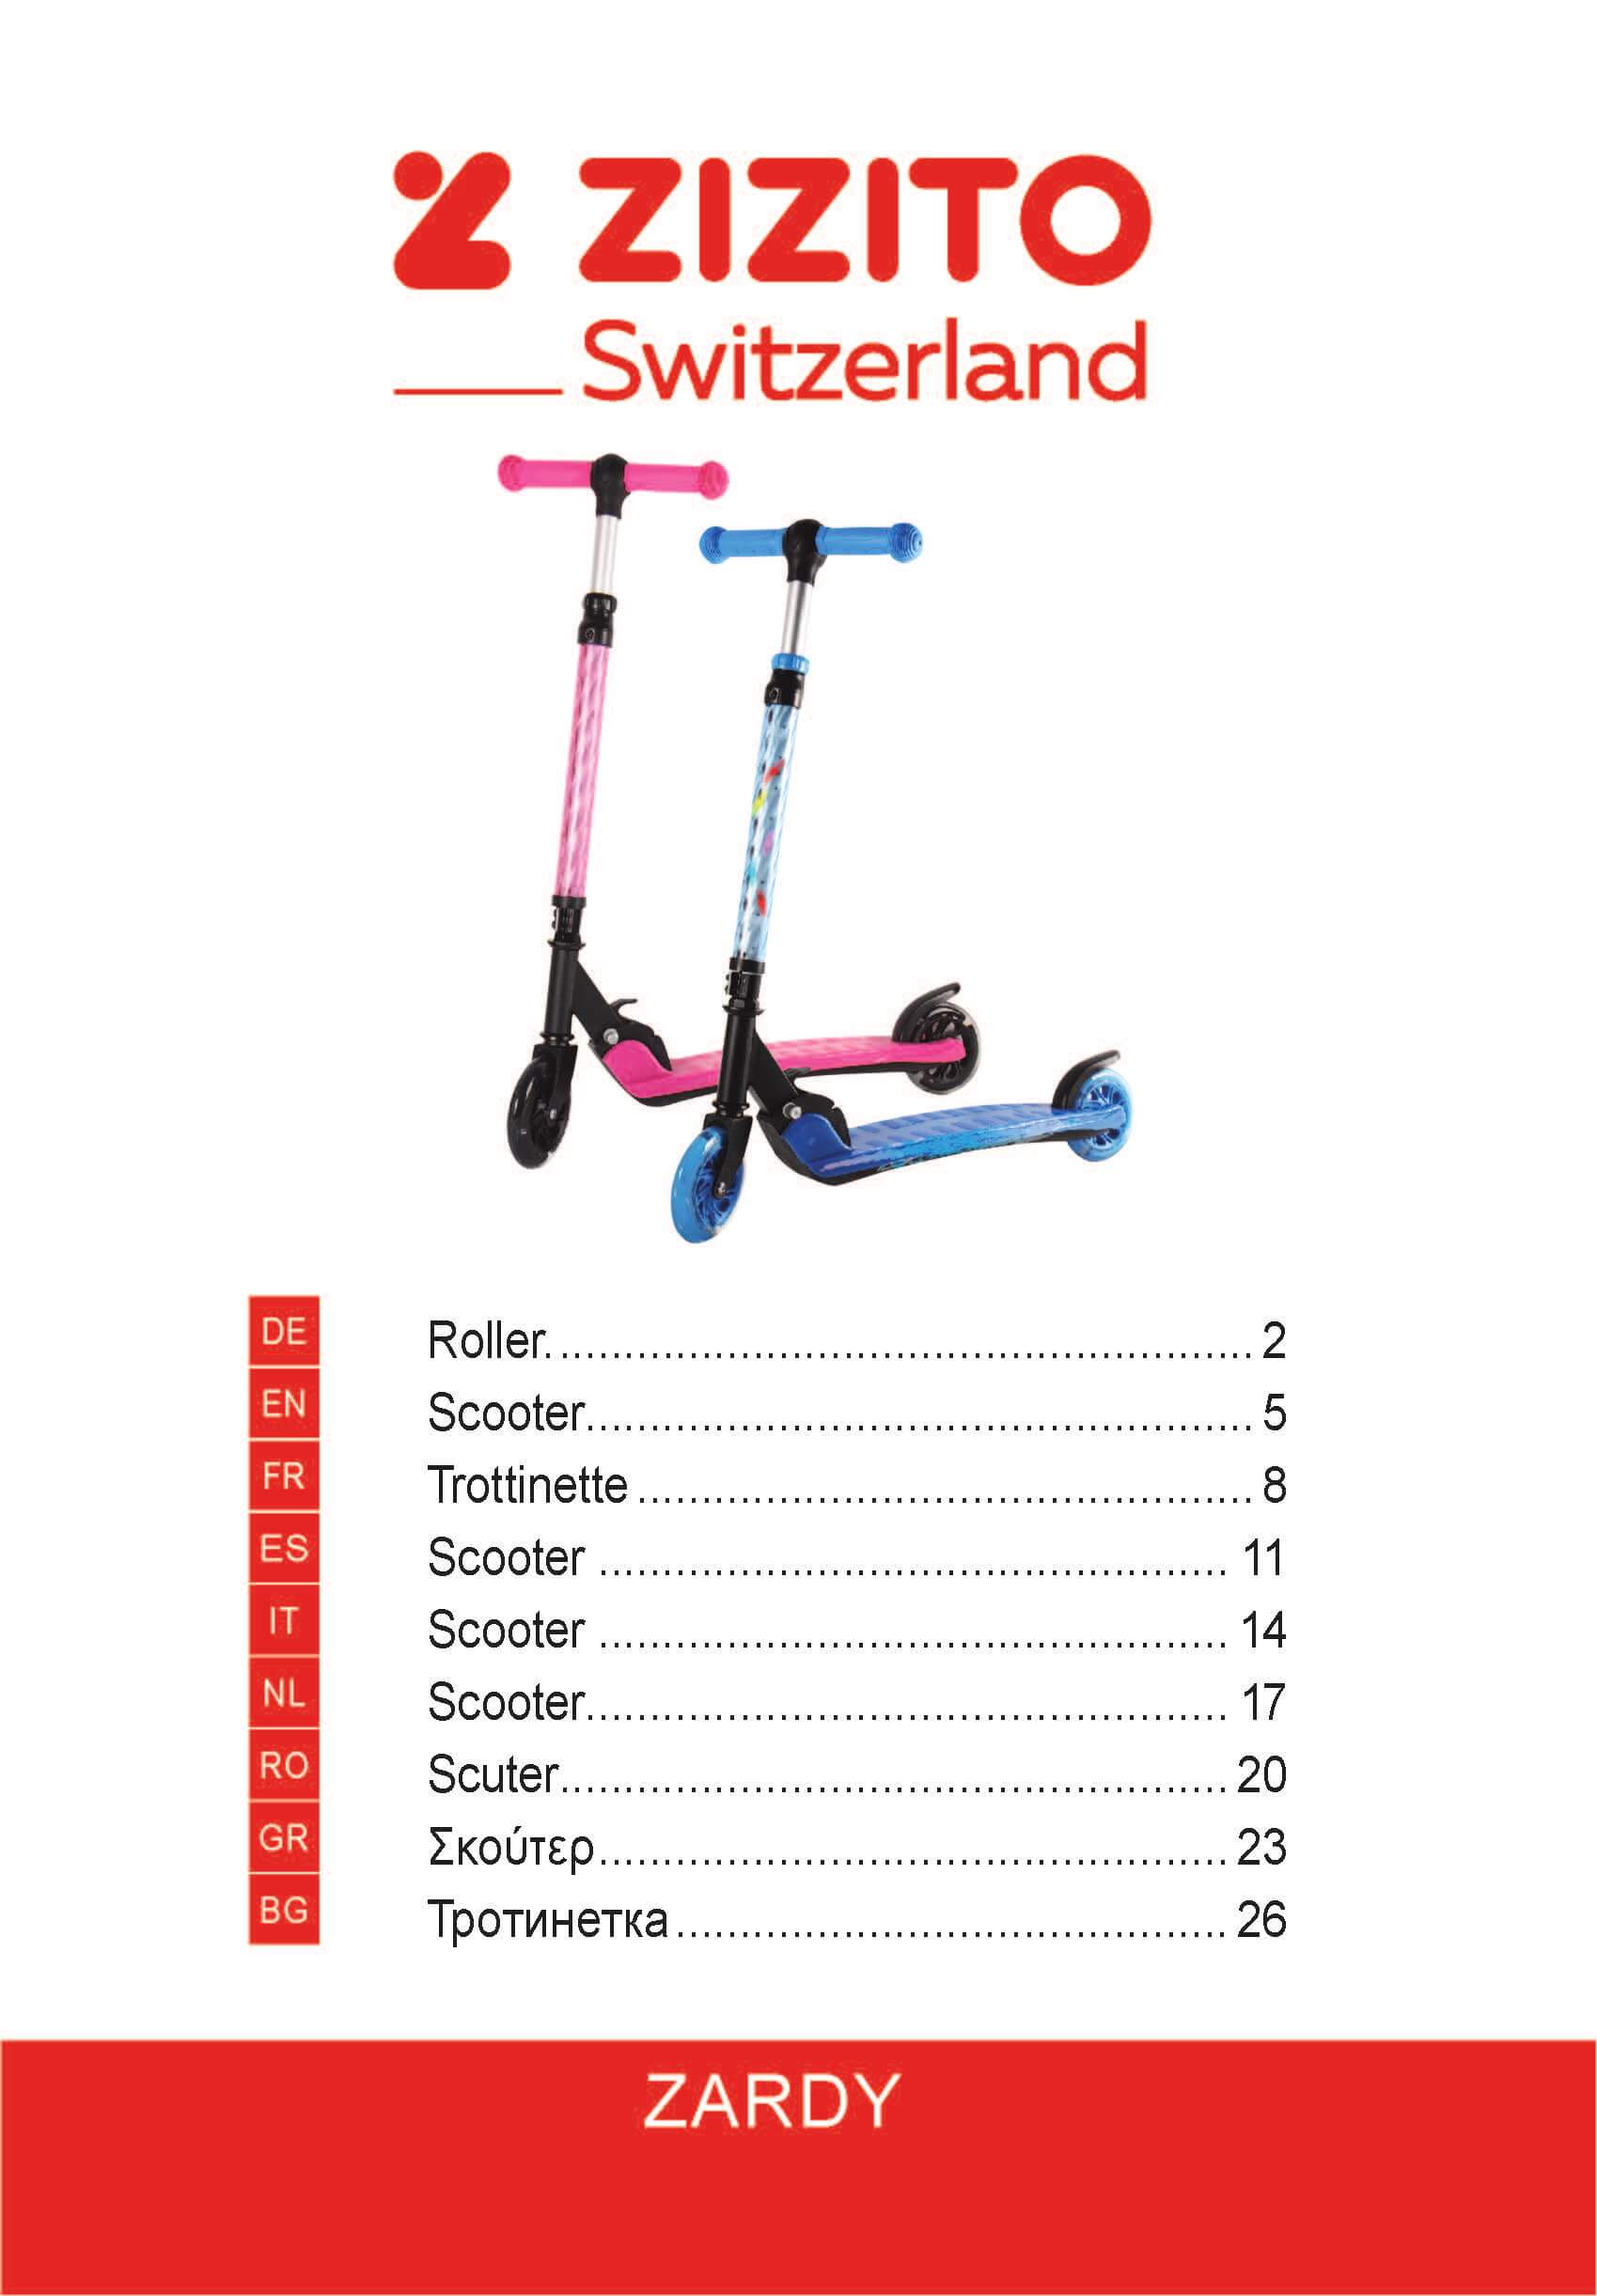 ZIZITO
Switzerland
DE Roller. ...................................................... 2
EN Scooter.................................................... 5
FR Trottinette ................................................ 8
ES Scooter ................................................. 11
IT Scooter ................................................. 14
NL Scooter.................................................. 17
RO Scuter.................................................... 20
GR Σκούτερ................................................. 23
BG Тротинетка........................................... 26
ZARDY